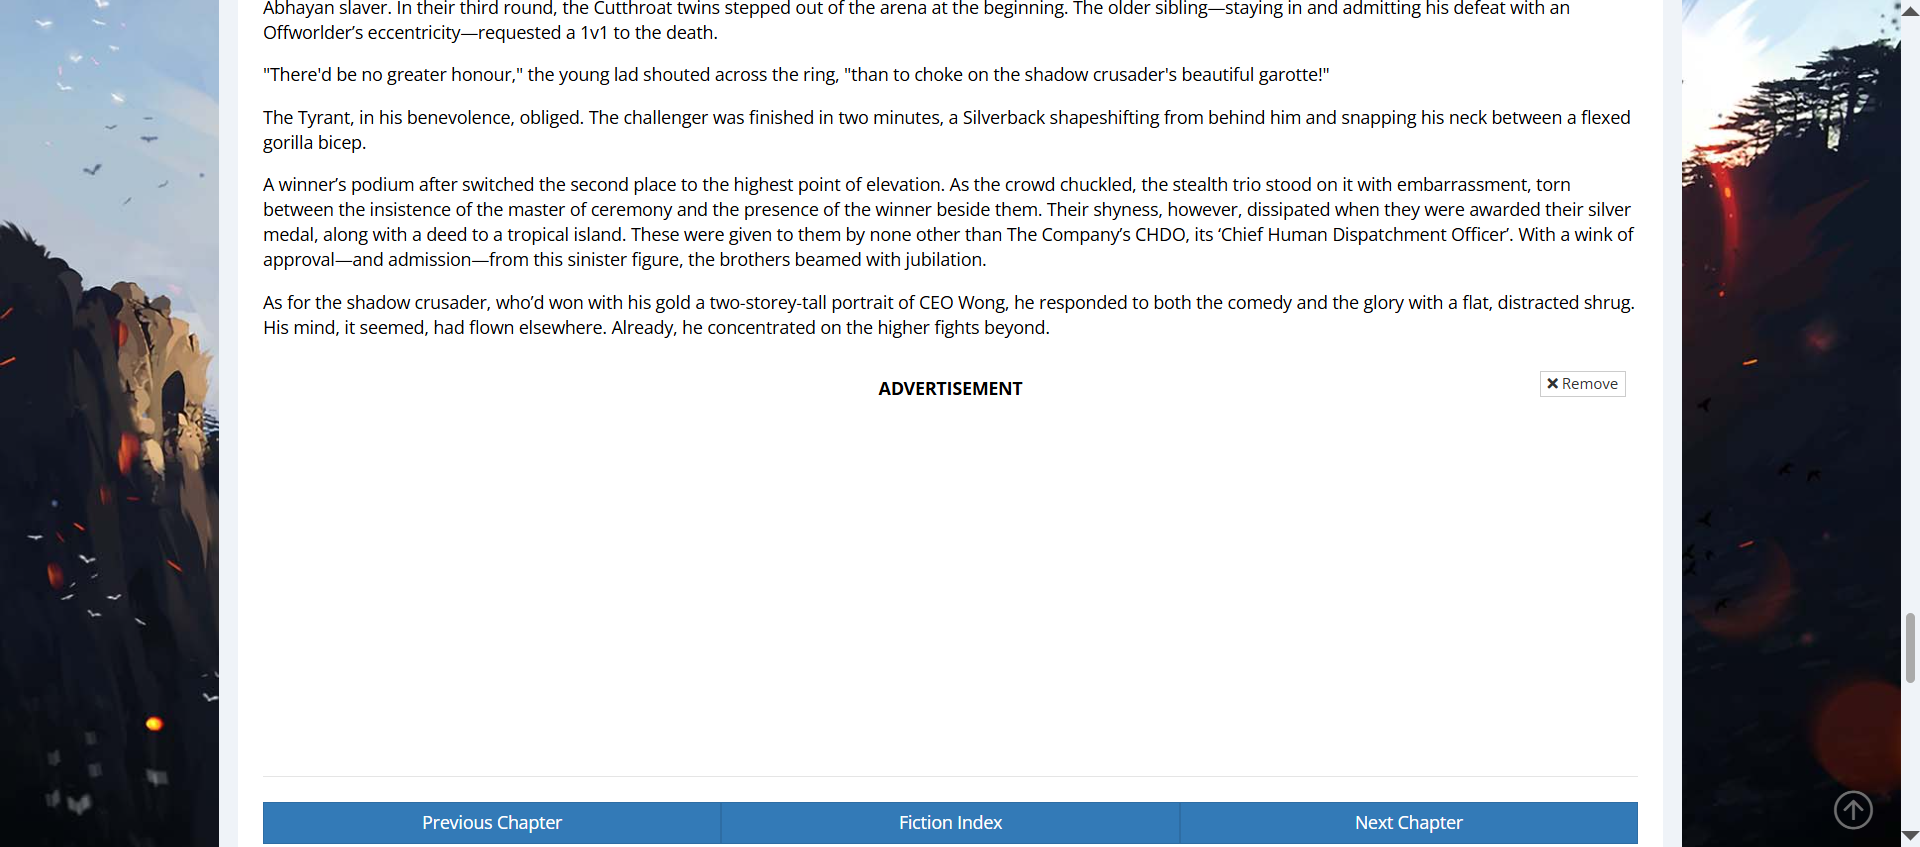 Abhayan slaver. In their third round, the Cutthroat twins stepped out of the arena at the beginning. The older sibling—staying in and admitting his defeat with an
Offworlder’s eccentricity—requested a 1v1 to the death.
"There'd be no greater honour," the young lad shouted across the ring, "than to choke on the shadow crusader's beautiful garotte!"
The Tyrant, in his benevolence, obliged. The challenger was finished in two minutes, a Silverback shapeshifting from behind him and snapping his neck between a flexed
gorilla bicep.
A winner’s podium after switched the second place to the highest point of elevation. As the crowd chuckled, the stealth trio stood on it with embarrassment, torn
between the insistence of the master of ceremony and the presence of the winner beside them. Their shyness, however, dissipated when they were awarded their silver
medal, along with a deed to a tropical island. These were given to them by none other than The Company’s CHDO, its ‘Chief Human Dispatchment Officer’. With a wink of
approval—and admission—from this sinister figure, the brothers beamed with jubilation.
As for the shadow crusader, who’d won with his gold a two-storey-tall portrait of CEO Wong, he responded to both the comedy and the glory with a flat, distracted shrug.
His mind, it seemed, had flown elsewhere. Already, he concentrated on the higher fights beyond.
ADVERTISEMENT
Remove
Previous Chapter
Fiction Index
Next Chapter